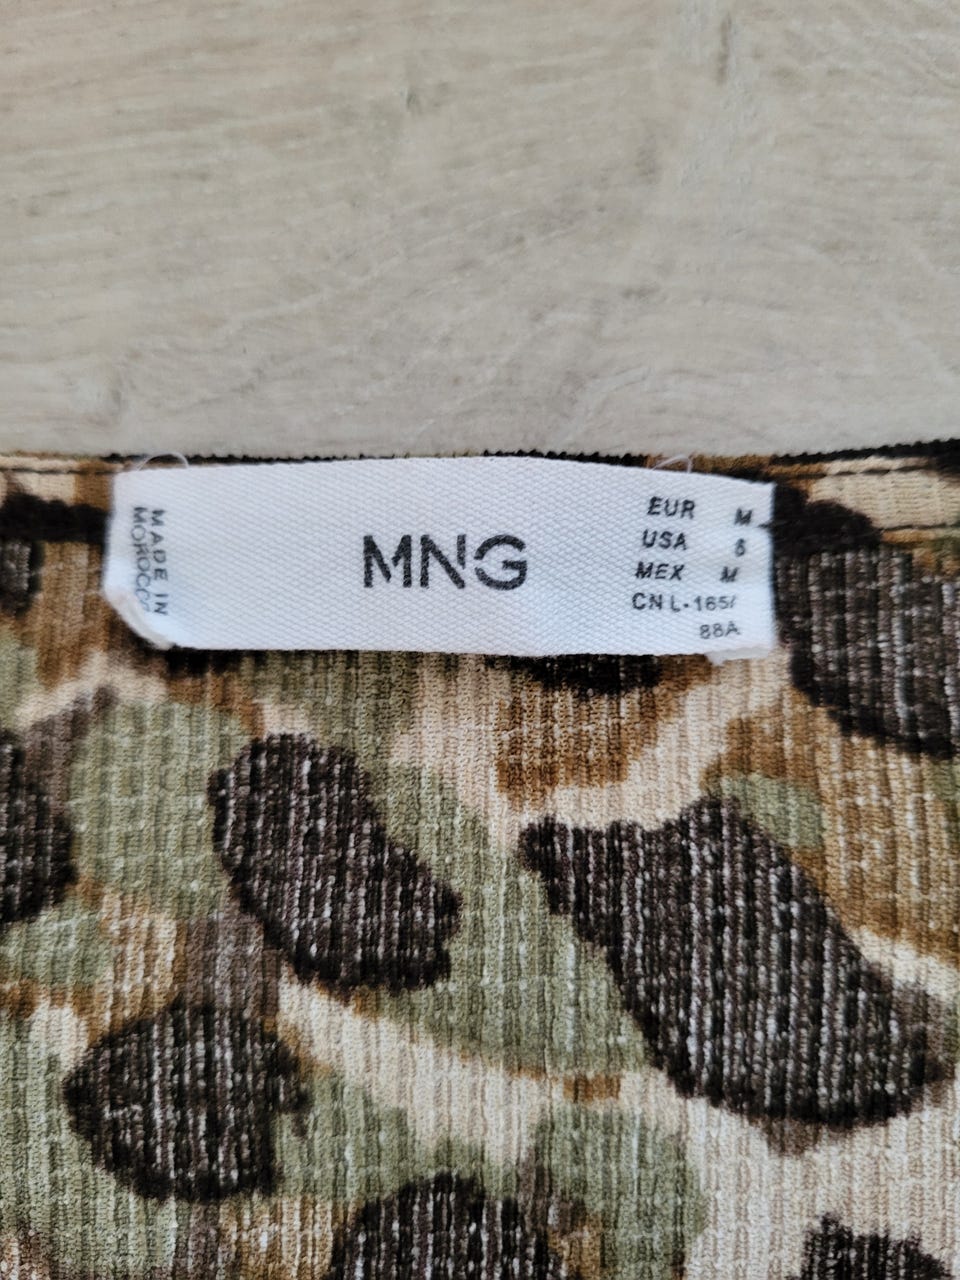 MADE IN
MOROCCO
MNG
EUR M
USA 6
MEX M
CN L-165/
88A